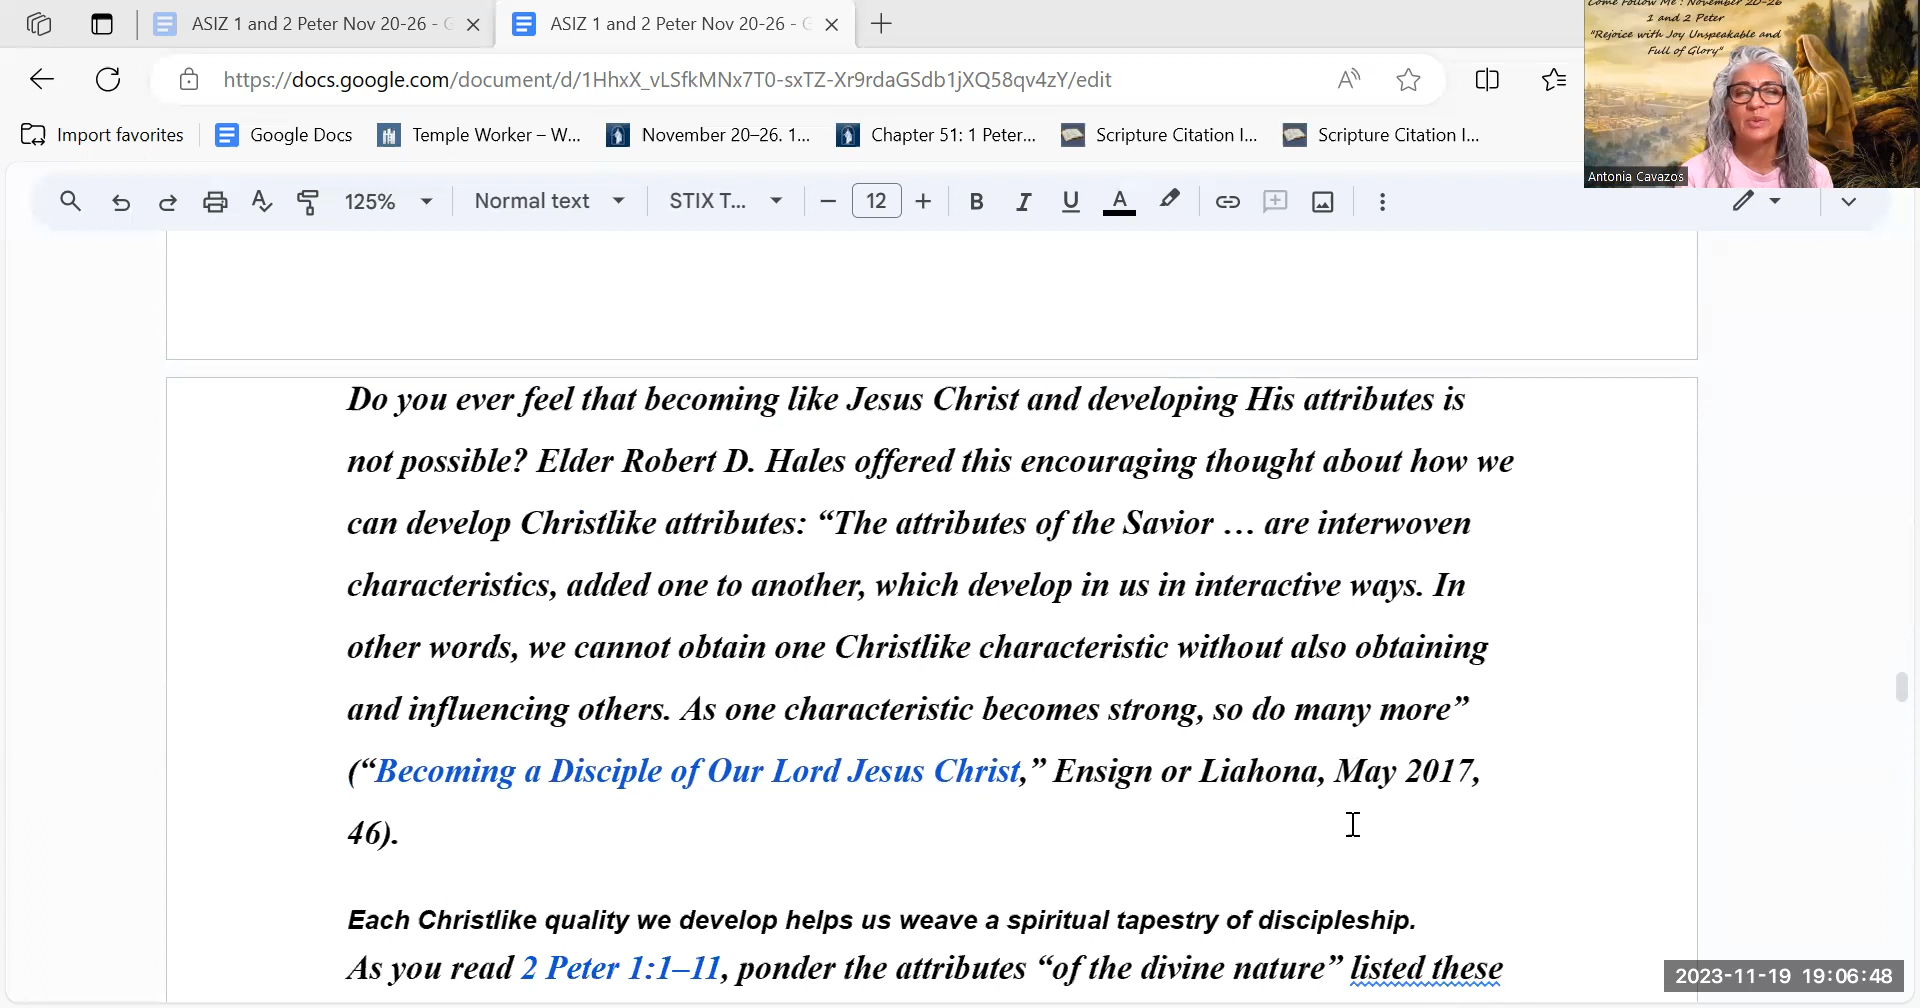 ASIZ 1 and 2 Peter Nov 20-26 - G
ASIZ 1 and 2 Peter Nov 20-26 - G
https://docs.google.com/document/d/1HhxX_vLSfkMNx7T0-sxTZ-Xr9rdaGSdb1jXQ58qv4zY/edit
Import favorites
Google Docs
Temple Worker – W...
November 20–26. 1...
Chapter 51: 1 Peter...
Scripture Citation I...
Scripture Citation I...
Come Follow Me : November 20-26
1 and 2 Peter
"Rejoice with Joy Unspeakable and
Full of Glory"
Antonia Cavazos
125%
Normal text
STIX T...
12
B I U A
Do you ever feel that becoming like Jesus Christ and developing His attributes is
not possible? Elder Robert D. Hales offered this encouraging thought about how we
can develop Christlike attributes: “The attributes of the Savior … are interwoven
characteristics, added one to another, which develop in us in interactive ways. In
other words, we cannot obtain one Christlike characteristic without also obtaining
and influencing others. As one characteristic becomes strong, so do many more”
(“Becoming a Disciple of Our Lord Jesus Christ,” Ensign or Liahona, May 2017,
46).
Each Christlike quality we develop helps us weave a spiritual tapestry of discipleship.
As you read 2 Peter 1:1–11, ponder the attributes “of the divine nature” listed these
2023-11-19 19:06:48